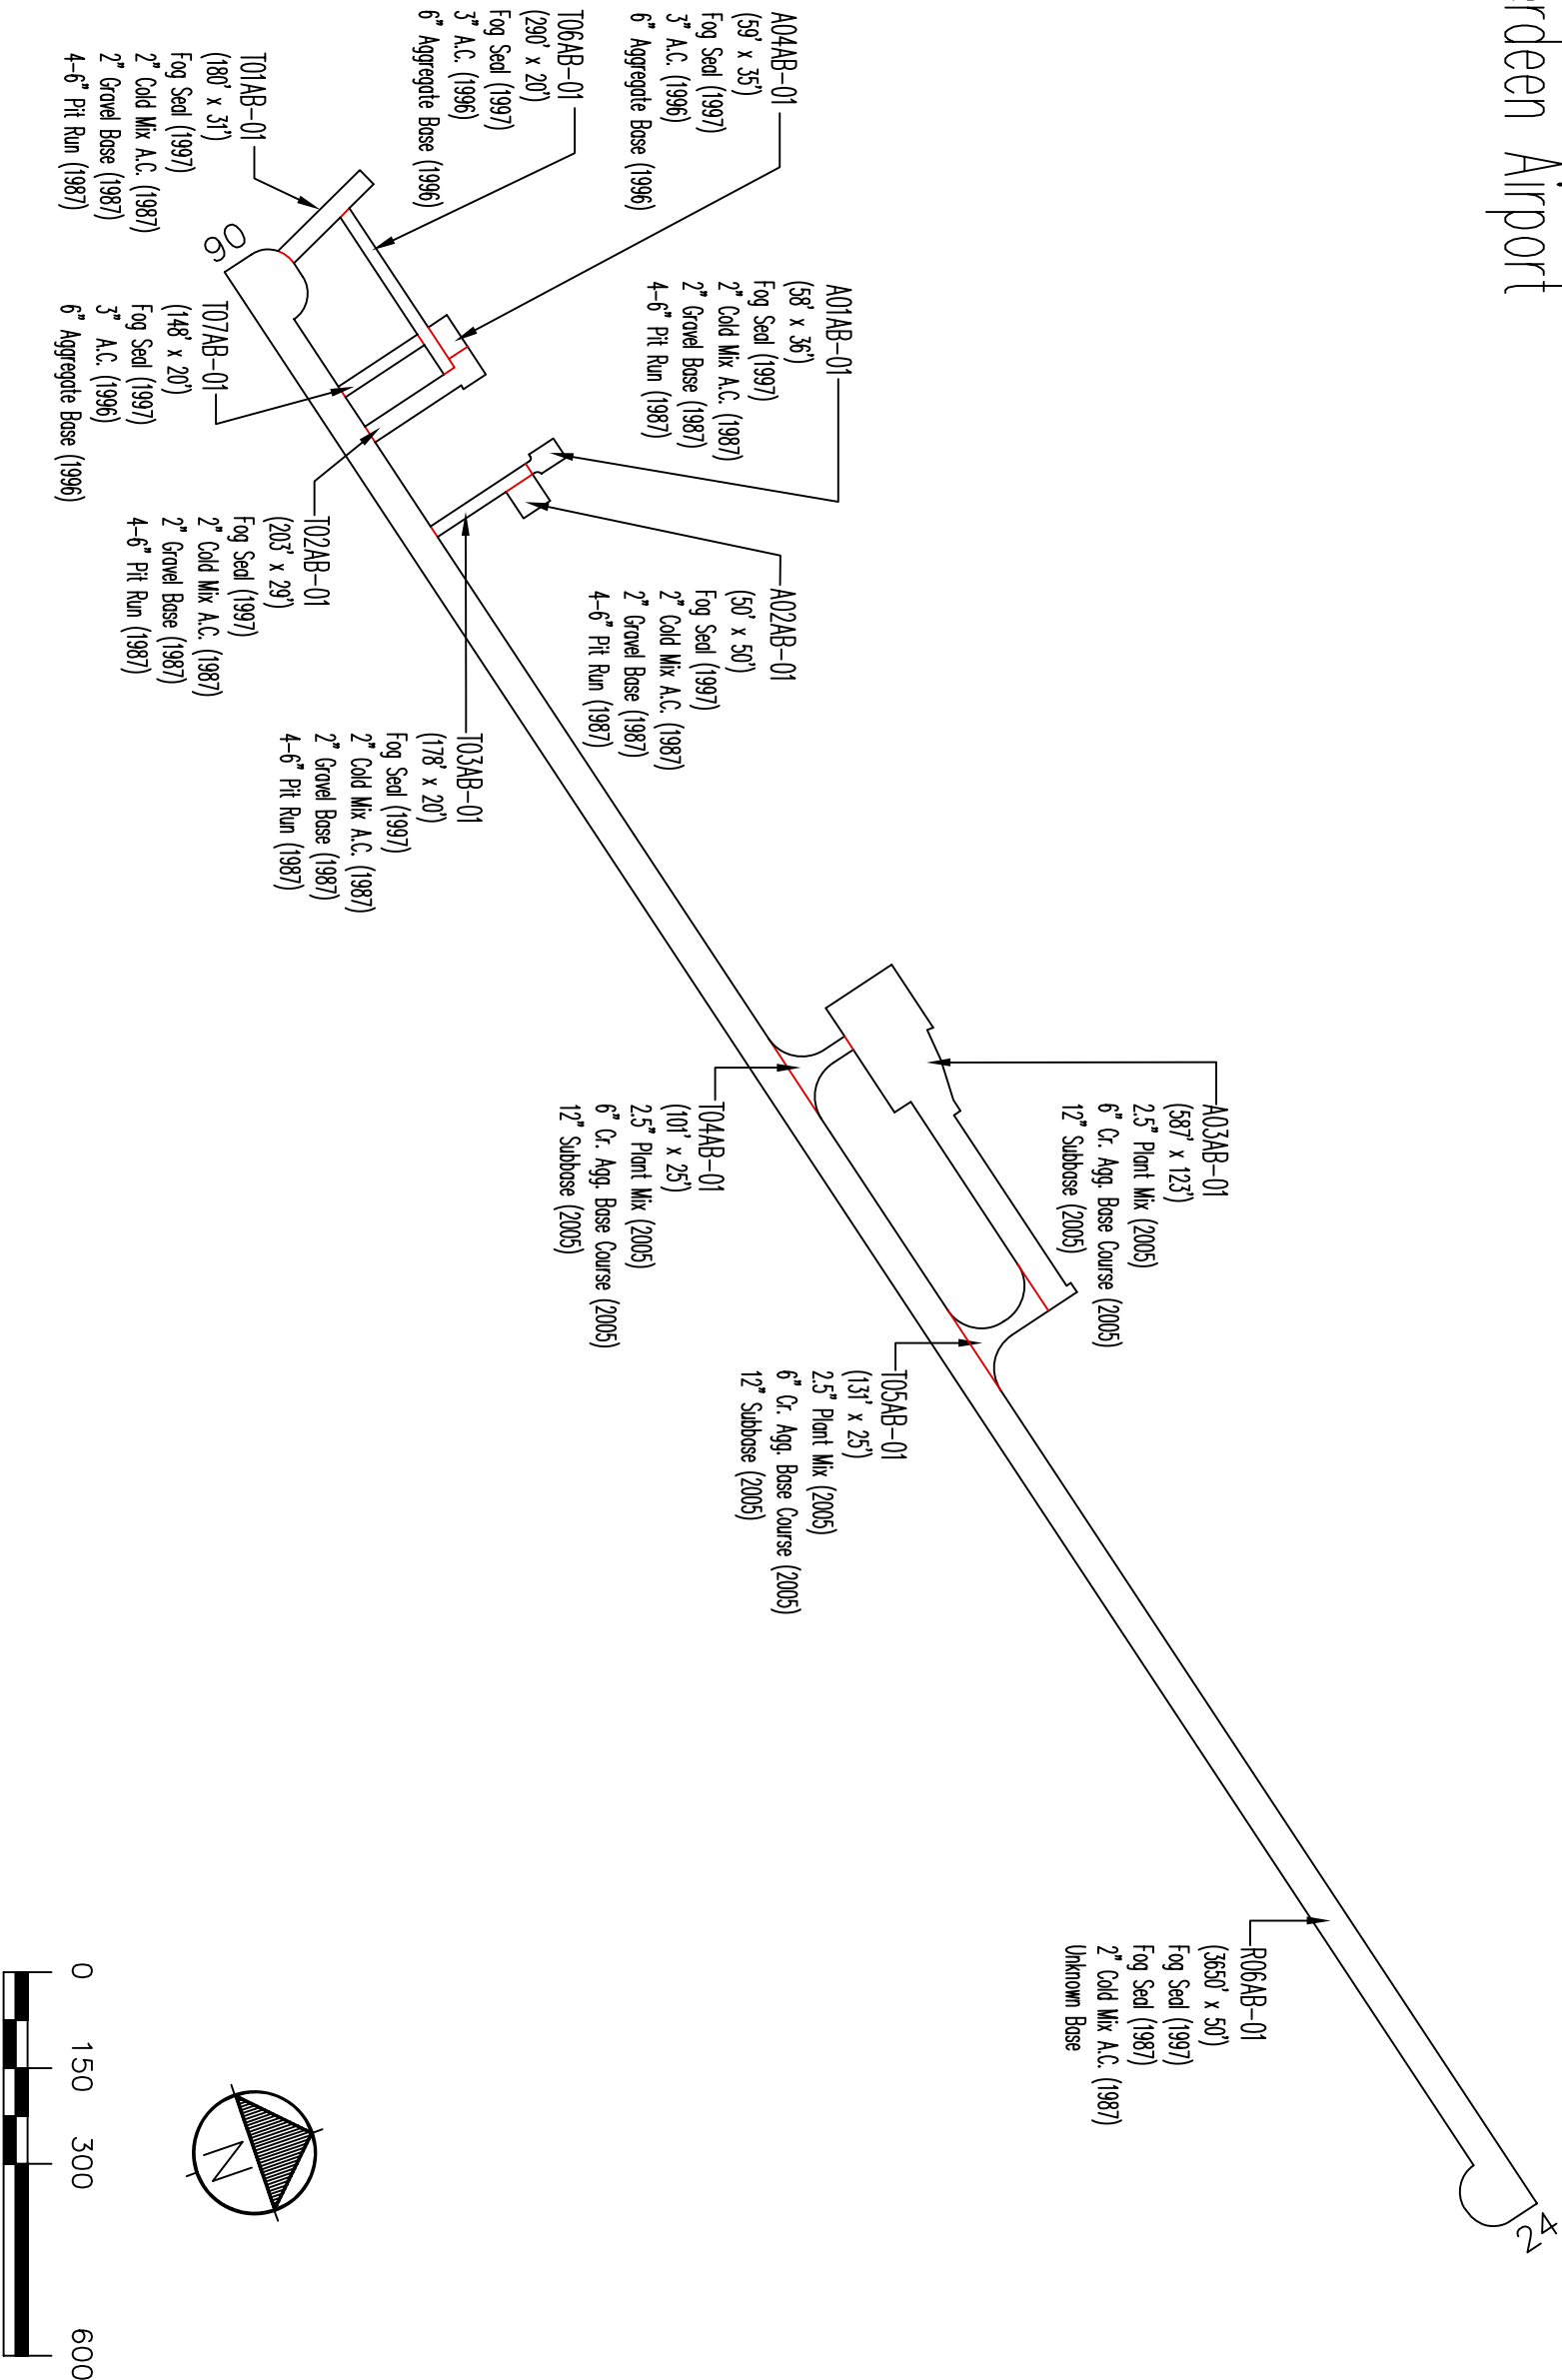 Airport
A04AB-01
(59' x 35')
Fog Seal (1997)
3" A.C. (1996)
6" Aggregate Base (1996)
T06AB-01
(290' x 20')
Fog Seal (1997)
3" A.C. (1996)
6" Aggregate Base (1996)
T01AB-01
(180' x 31')
Fog Seal (1997)
2" Cold Mix A.C. (1987)
2" Gravel Base (1987)
4-6" Pit Run (1987)
06
A01AB-01
(58' x 36')
Fog Seal (1997)
2" Cold Mix A.C. (1987)
2" Gravel Base (1987)
4-6" Pit Run (1987)
T07AB-01
(148' x 20')
Fog Seal (1997)
3" A.C. (1996)
6" Aggregate Base (1996)
A02AB-01
(50' x 50')
Fog Seal (1997)
2" Cold Mix A.C. (1987)
2" Gravel Base (1987)
4-6" Pit Run (1987)
T02AB-01
(203' x 29')
Fog Seal (1997)
2" Cold Mix A.C. (1987)
2" Gravel Base (1987)
4-6" Pit Run (1987)
T03AB-01
(178' x 20')
Fog Seal (1997)
2" Cold Mix A.C. (1987)
2" Gravel Base (1987)
4-6" Pit Run (1987)
A03AB-01
(587' x 123')
2.5" Plant Mix (2005)
6" Cr. Agg. Base Course (2005)
12" Subbase (2005)
T04AB-01
(101' x 25')
2.5" Plant Mix (2005)
6" Cr. Agg. Base Course (2005)
12" Subbase (2005)
T05AB-01
(131' x 25')
2.5" Plant Mix (2005)
6" Cr. Agg. Base Course (2005)
12" Subbase (2005)
R06AB-01
(3650' x 50')
Fog Seal (1997)
Fog Seal (1987)
2" Cold Mix A.C. (1987)
Unknown Base
24
N
0 150 300 600